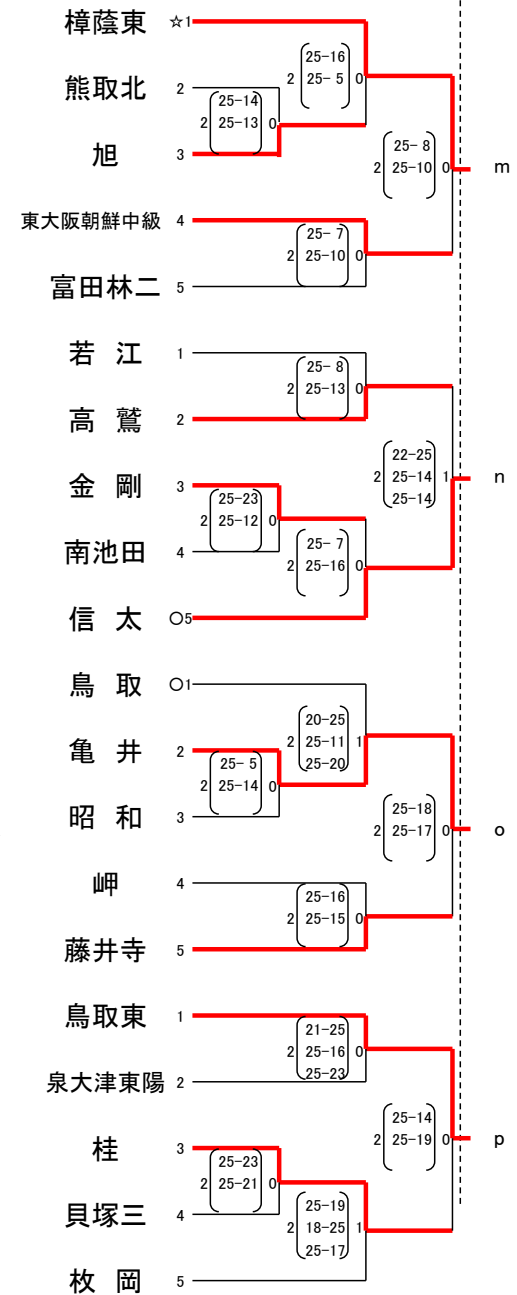 樟蔭東 ☆1
25-16
2 25- 5 0
熊取北 2
25-14
2 25-13 0
旭 3
25- 8
2 25-10 0 m
東大阪朝鮮中級 4
25- 7
2 25-10 0
富田林二 5
若 江 1
25- 8
2 25-13 0
高 鷲 2
22-25
2 25-14 1 n
25-14
金 剛 3
25-23
2 25-12 0
南池田 4
25- 7
2 25-16 0
信 太 ○5
鳥 取 ○1
20-25
2 25-11 1
25-20
亀 井 2
25- 5
2 25-14 0
昭 和 3
25-18
2 25-17 0 o
岬 4
25-16
2 25-15 0
藤井寺 5
鳥取東 1
21-25
2 25-16 0
25-23
泉大津東陽 2
25-14
2 25-19 0 p
桂 3
25-23
2 25-21 0
貝塚三 4
25-19
2 18-25 1
25-17
枚 岡 5